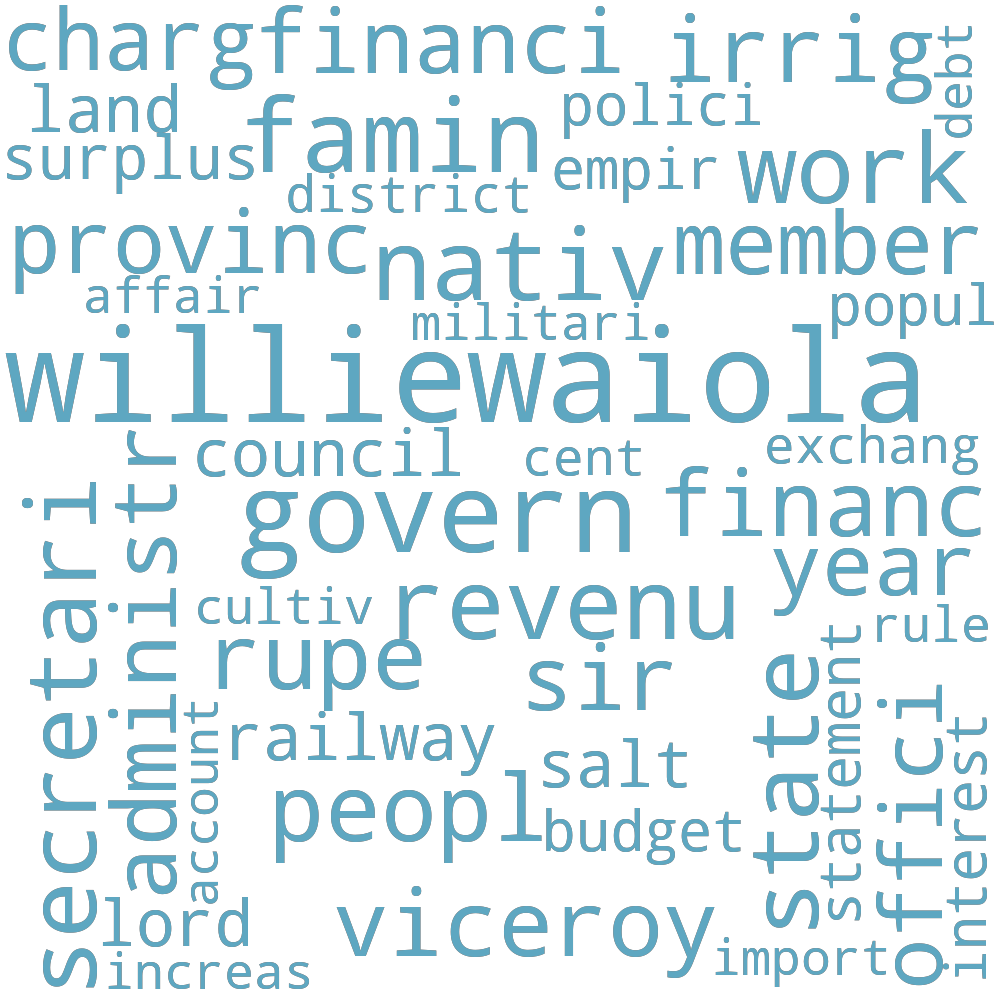 charg financi irrig debt
land famin polici
surplus empir work
district
provinc nativ member
affair militari popul
williewaiola
council cent exchang
secretari administr govern financ
year
cultiv revenu rule
rupe sir state statement offici interest
account railway salt
peopl budget
lord viceroy import
increas